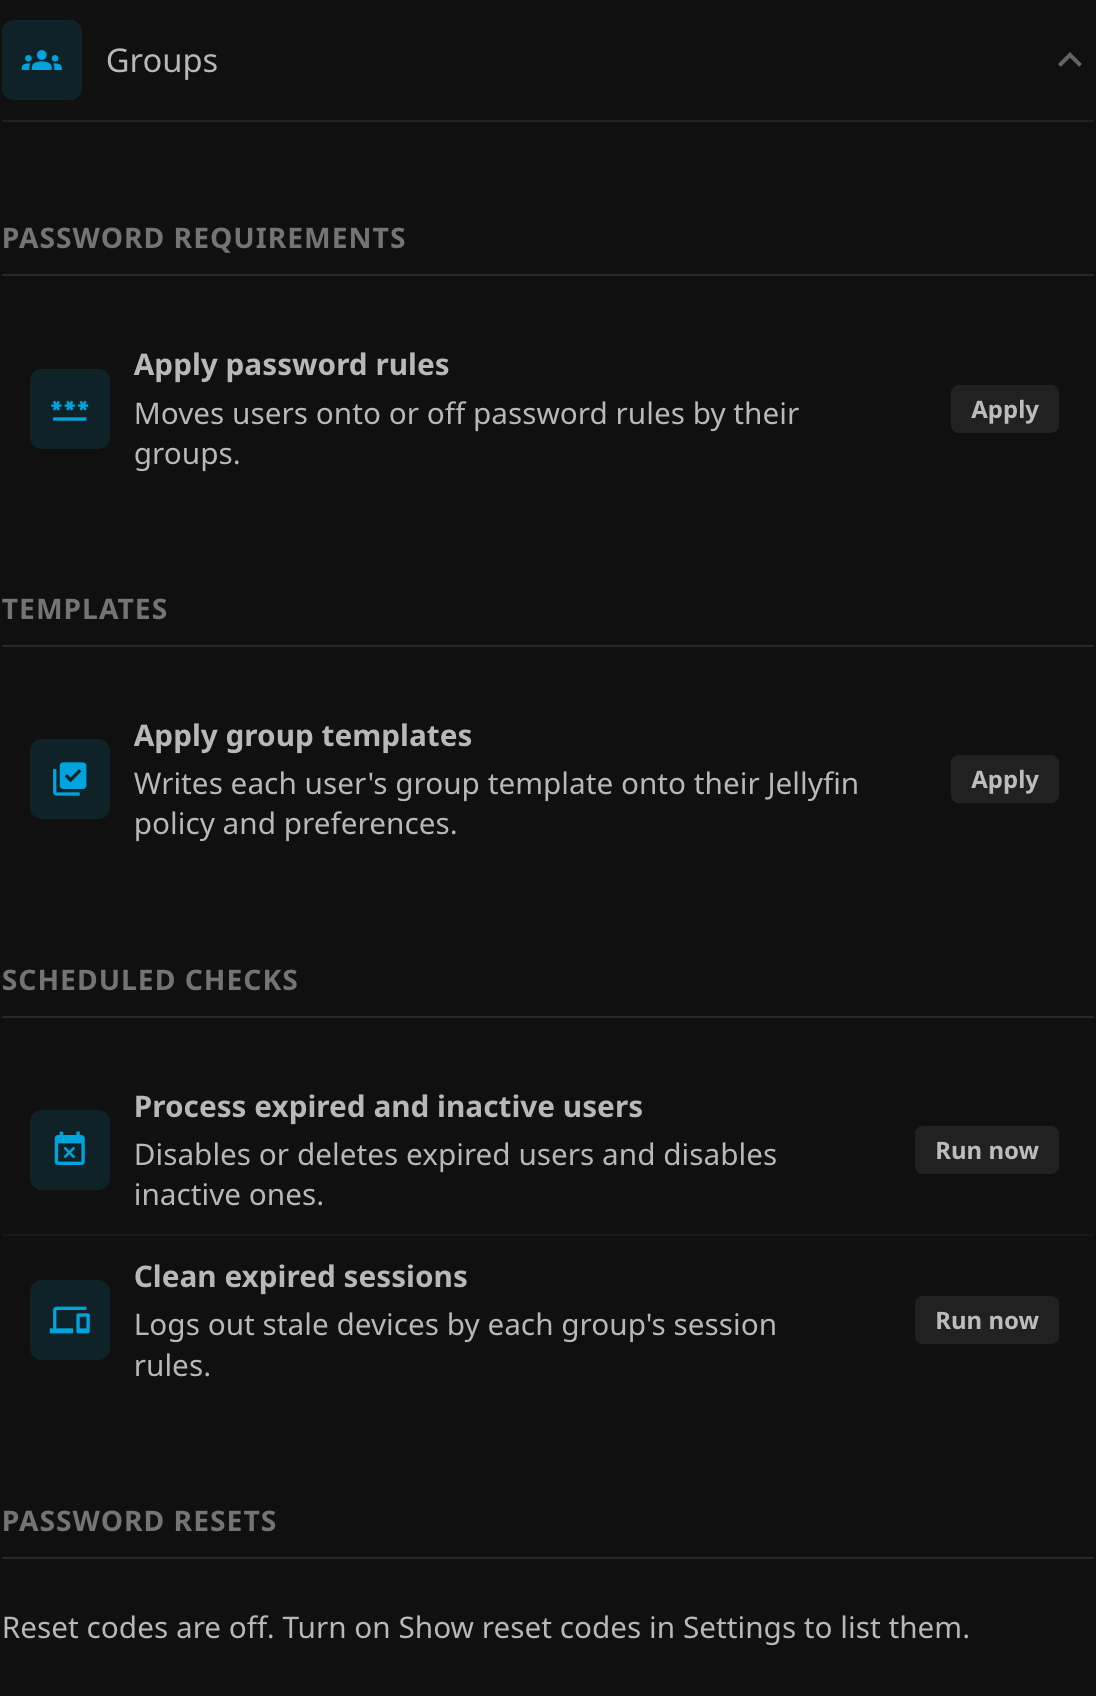 Groups
PASSWORD REQUIREMENTS
Apply password rules
Moves users onto or off password rules by their
groups.
Apply
TEMPLATES
Apply group templates
Writes each user's group template onto their Jellyfin
policy and preferences.
Apply
SCHEDULED CHECKS
Process expired and inactive users
Disables or deletes expired users and disables
inactive ones.
Run now
Clean expired sessions
Logs out stale devices by each group's session
rules.
Run now
PASSWORD RESETS
Reset codes are off. Turn on Show reset codes in Settings to list them.